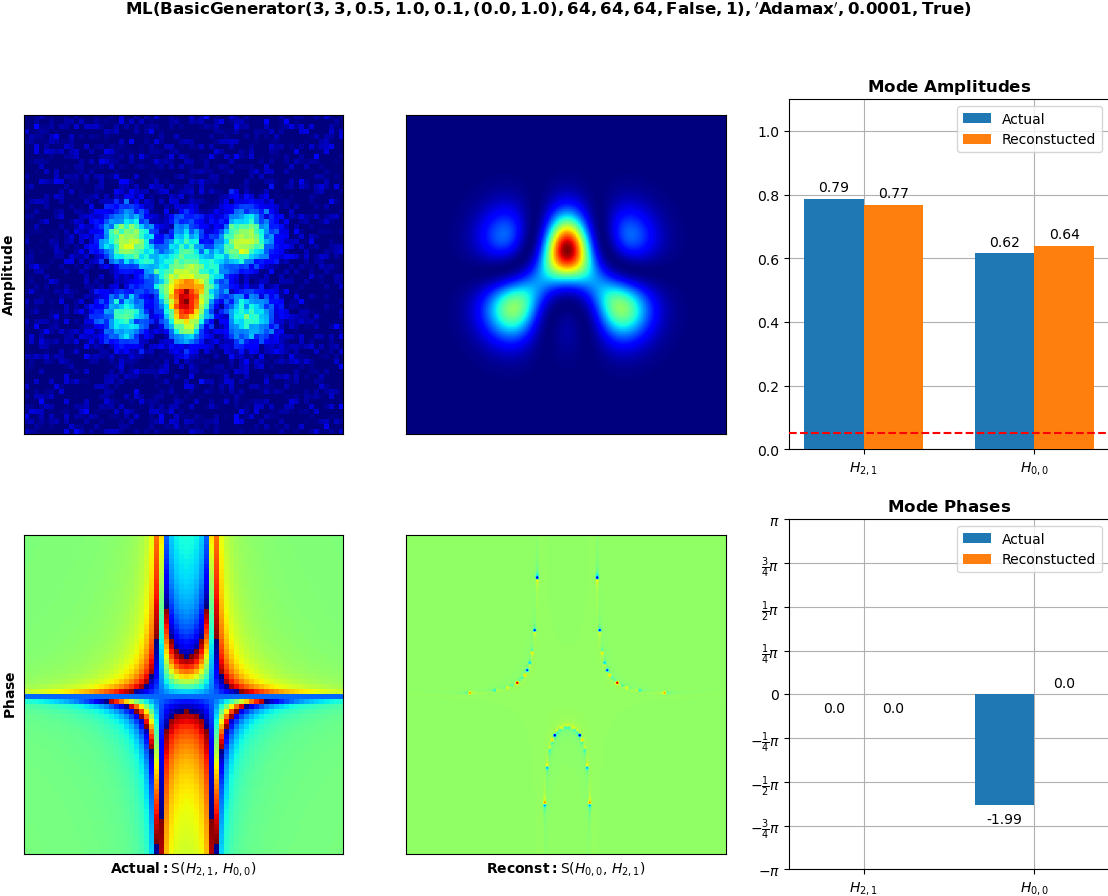 ML(BasicGenerator(3, 3, 0.5, 1.0, 0.1, (0.0, 1.0), 64, 64, 64, False, 1), ′Adamax′, 0.0001, True)
Amplitude
Mode Amplitudes
Actual
Reconstucted
1.0
0.8
0.6
0.4
0.2
0.0
0.79
0.77
0.62
0.64
H2, 1
H0, 0
Phase
Actual: S(H2, 1, H0, 0)
Reconst: S(H0, 0, H2, 1)
Mode Phases
Actual
Reconstucted
π
3/4π
1/2π
1/4π
0
−1/4π
−1/2π
−3/4π
−π
0.0
0.0
-1.99
0.0
H2, 1
H0, 0